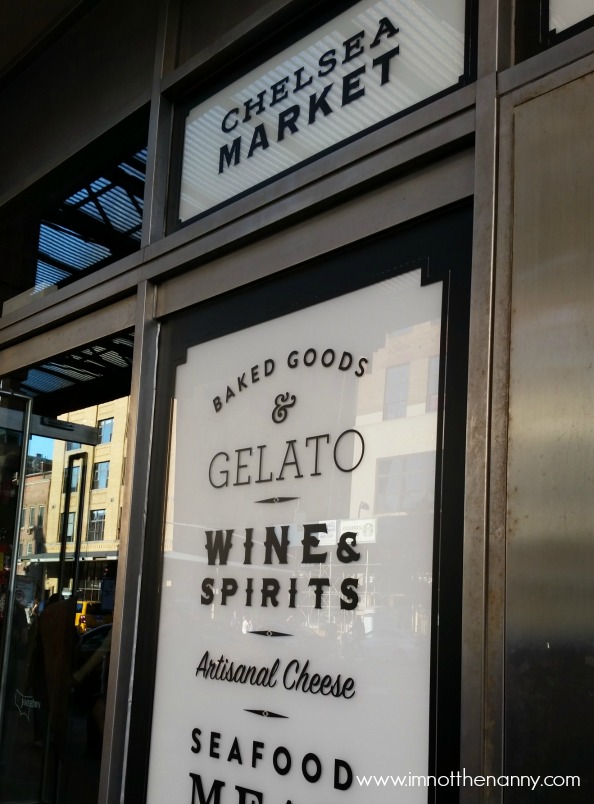 CHELSEA
MARKET
BAKED GOODS
&
GELATO
WINE &
SPIRITS
Artisanal Cheese
SEAFOOD
www.imnotthenanny.com